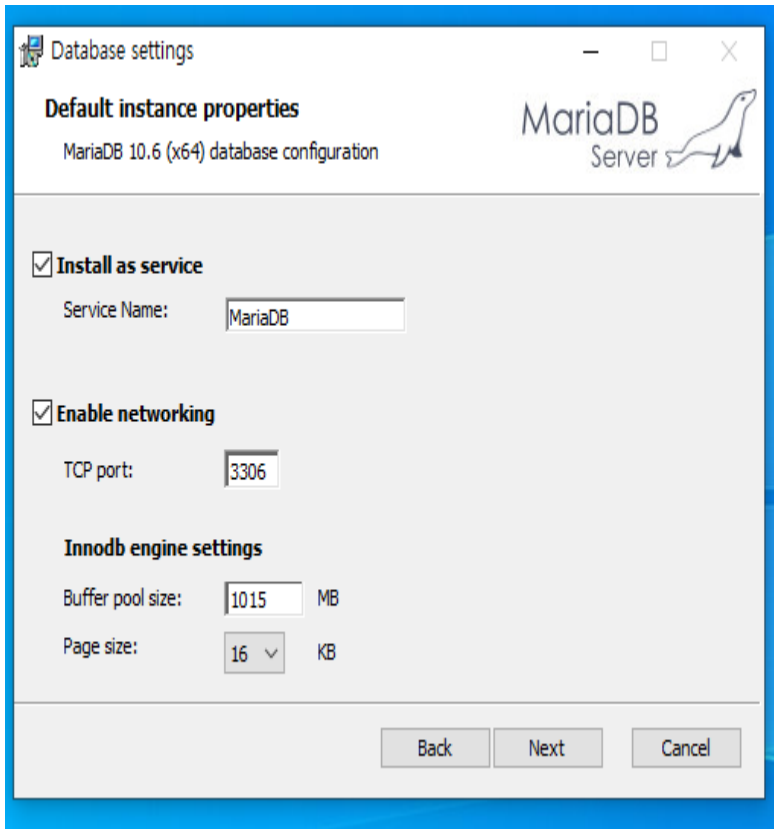 Database settings
Default instance properties
MariaDB 10.6 (x64) database configuration
MariaDB
Server
Install as service
Service Name: MariaDB
Enable networking
TCP port: 3306
Innodb engine settings
Buffer pool size: 1015 MB
Page size: 16 KB
Back Next Cancel